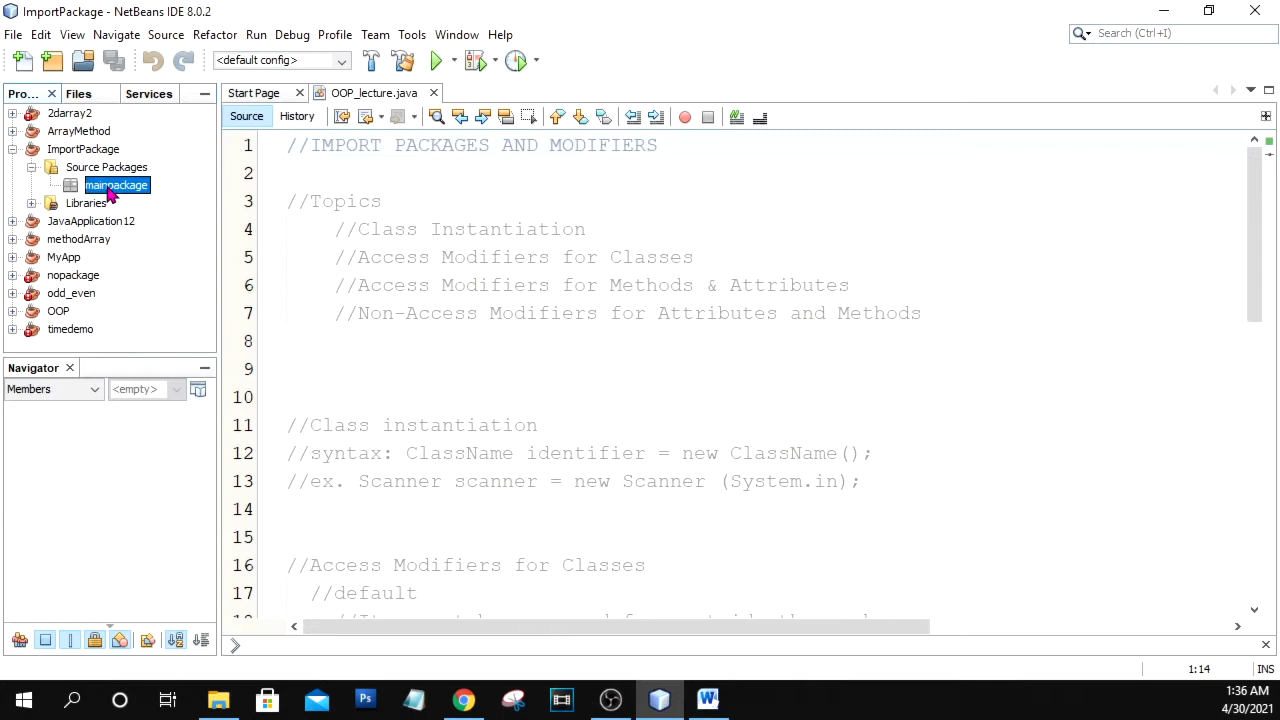 ImportPackage - NetBeans IDE 8.0.2
File Edit View Navigate Source Refactor Run Debug Profile Team Tools Window Help
Search (Ctrl+I)
<default config>
Pro... Files Services
Start Page OOP_lecture.java
Source History
2darray2
ArrayMethod
ImportPackage
Source Packages
mainpackage
Libraries
JavaApplication12
methodArray
MyApp
nopackage
odd_even
OOP
timedemo
Navigator
Members <empty>
1 //IMPORT PACKAGES AND MODIFIERS
2
3 //Topics
4 //Class Instantiation
5 //Access Modifiers for Classes
6 //Access Modifiers for Methods & Attributes
7 //Non-Access Modifiers for Attributes and Methods
8
9
10
11 //Class instantiation
12 //syntax: ClassName identifier = new ClassName();
13 //ex. Scanner scanner = new Scanner (System.in);
14
15
16 //Access Modifiers for Classes
17 //default
1:14 INS
1:36 AM
4/30/2021